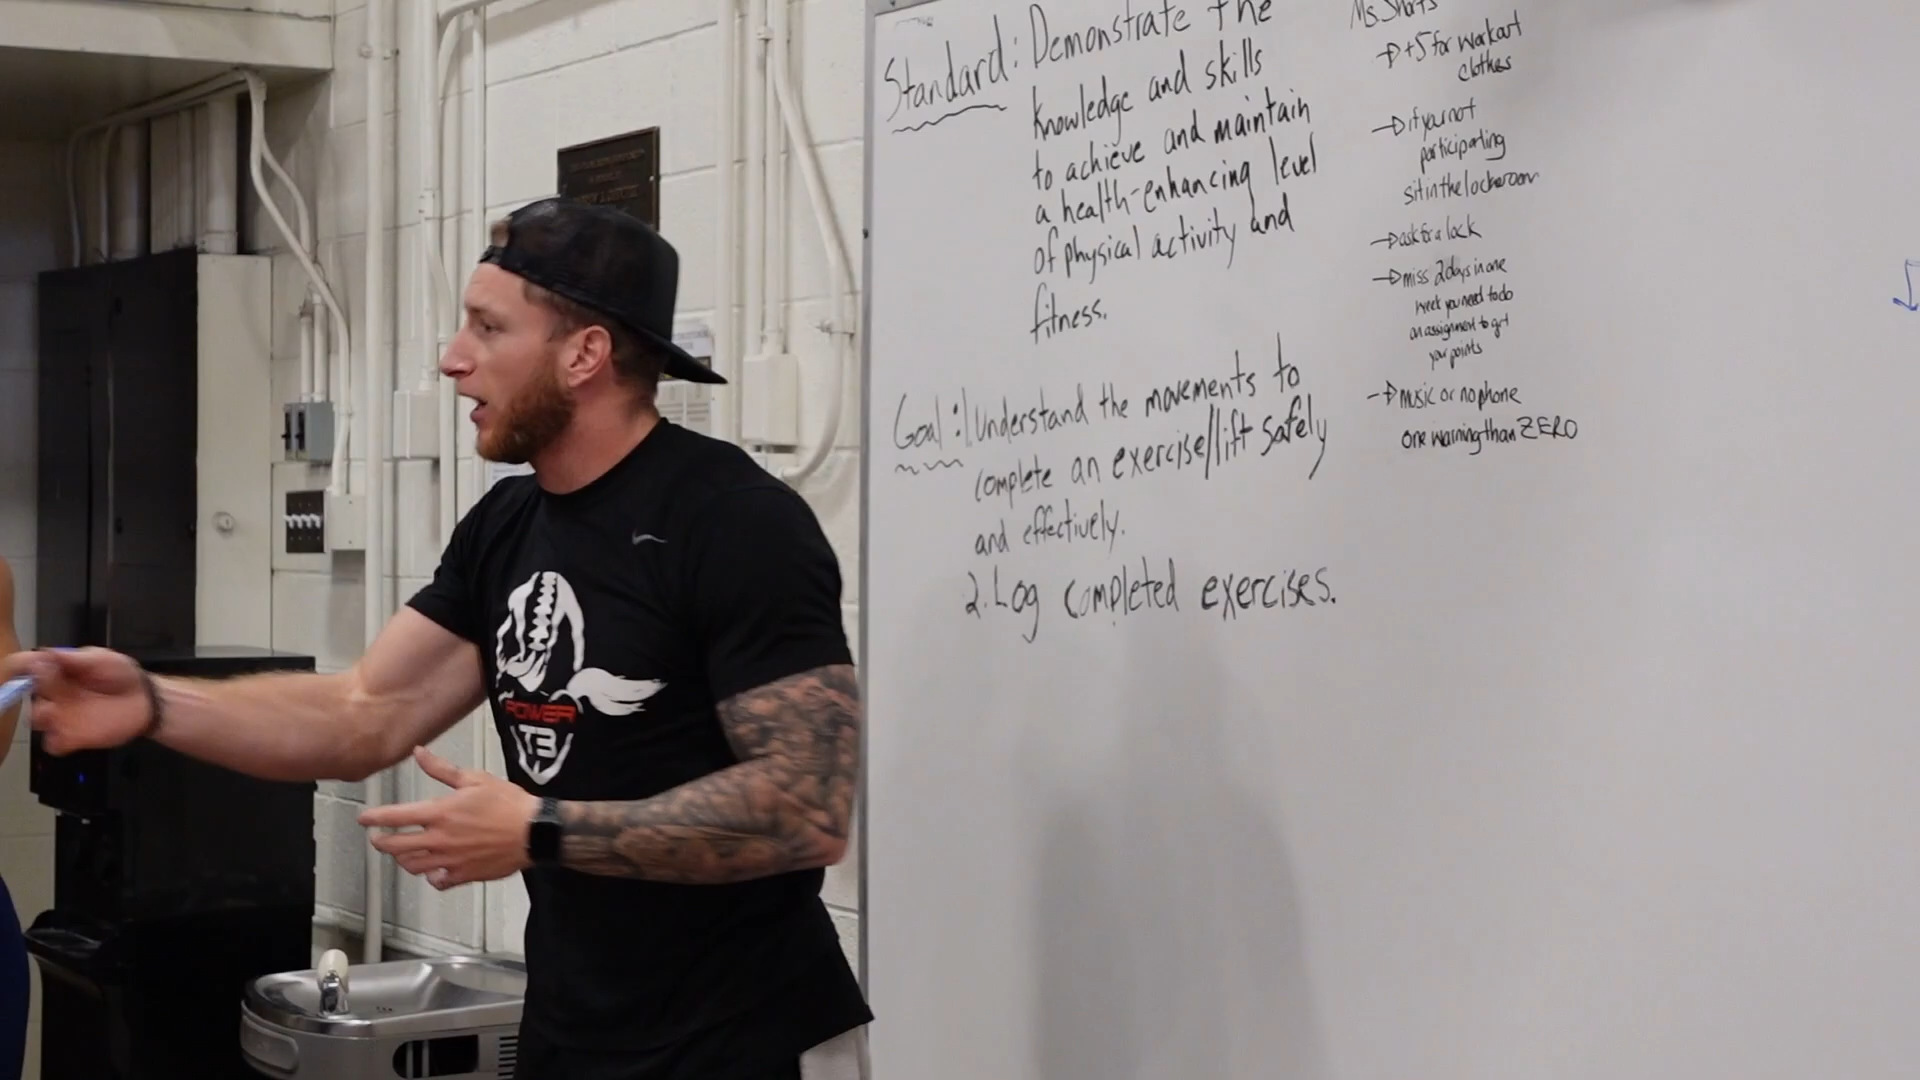 Standard: Demonstrate the
knowledge and skills
to achieve and maintain
a health-enhancing level
of physical activity and
fitness.
Goal: 1. Understand the movements to
complete an exercise/lift safely
and effectively.
2. Log completed exercises.
Ms. Shorts
→ +5 for workout
clothes
→ if your not
participating
sit in the lockeroom
→ ask for a lock
→ miss 2 days in one
week you need to do
an assignment to get
your points
→ music or no phone
one warning than ZERO
POWER
T3